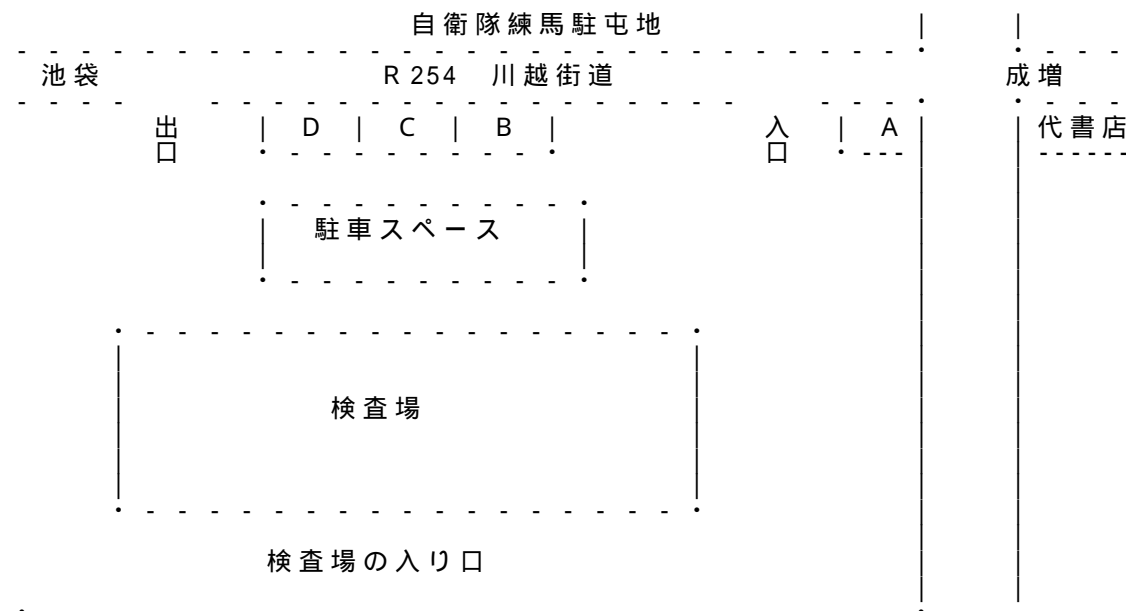 自衛隊練馬駐屯地
池袋 R 254 川越街道 成増
出口 D C B 入口 A 代書店
駐車スペース
検査場
検査場の入り口